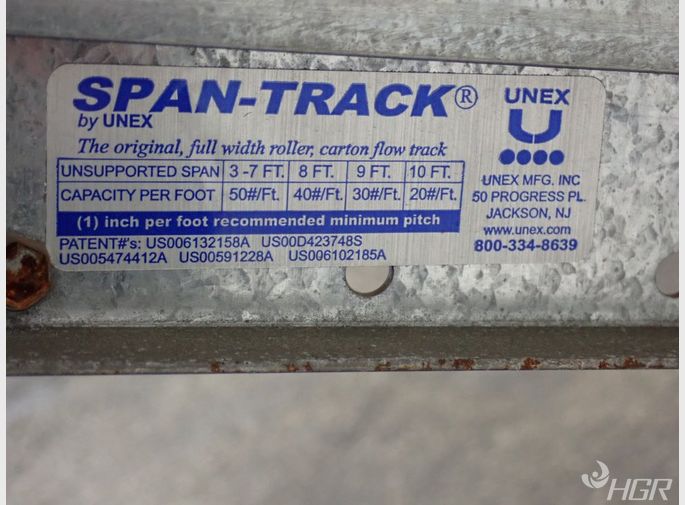 SPAN-TRACK®
by UNEX
The original, full width roller, carton flow track
UNSUPPORTED SPAN 3 -7 FT. 8 FT. 9 FT. 10 FT.
CAPACITY PER FOOT 50#/Ft. 40#/Ft. 30#/Ft. 20#/Ft.
(1) inch per foot recommended minimum pitch
PATENT#'s: US006132158A US00D423748S
US005474412A US00591228A US006102185A
UNEX
UNEX MFG. INC
50 PROGRESS PL.
JACKSON, NJ
www.unex.com
800-334-8639
HGR